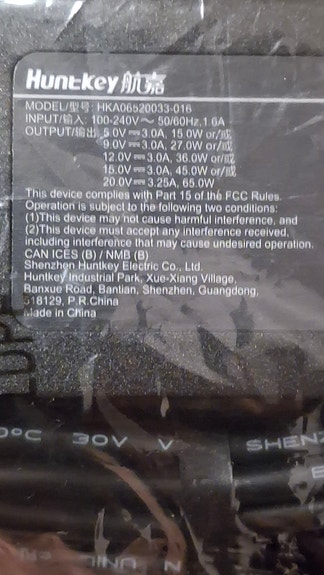 Huntkey 航嘉
MODEL/型号: HKA06520033-016
INPUT/输入: 100-240V～ 50/60Hz, 1.6A
OUTPUT/输出: 5.0V⎓3.0A, 15.0W or/或
9.0V⎓3.0A, 27.0W or/或
12.0V⎓3.0A, 36.0W or/或
15.0V⎓3.0A, 45.0W or/或
20.0V⎓3.25A, 65.0W
This device complies with Part 15 of the FCC Rules.
Operation is subject to the following two conditions:
(1)This device may not cause harmful interference, and
(2)This device must accept any interference received,
including interference that may cause undesired operation.
CAN ICES (B) / NMB (B)
Shenzhen Huntkey Electric Co., Ltd.
Huntkey Industrial Park, Xue-Xiang Village,
Banxue Road, Bantian, Shenzhen, Guangdong,
518129, P.R.China
Made in China
0°C 30V V
SHENZ